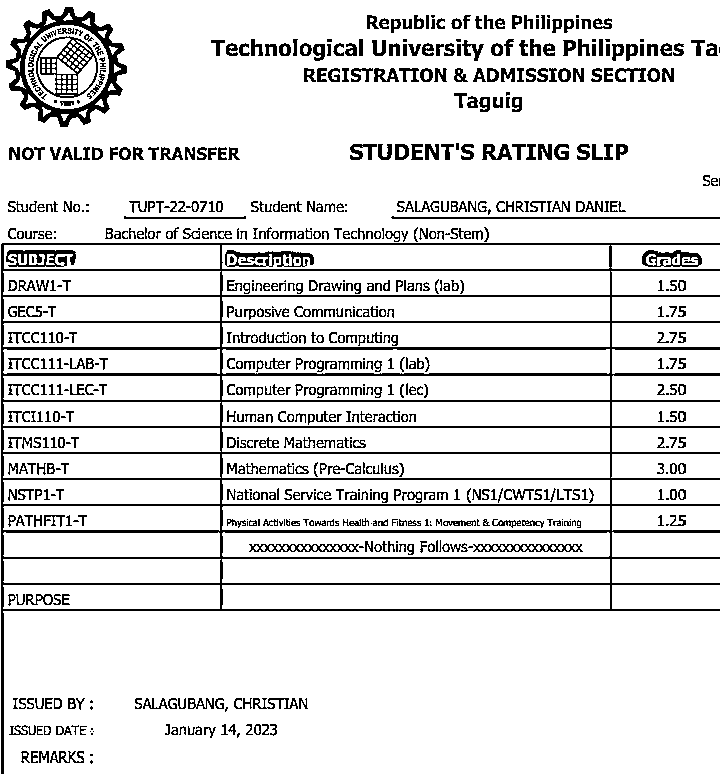 TECHNOLOGICAL UNIVERSITY OF THE PHILIPPINES
Republic of the Philippines
Technological University of the Philippines Ta
REGISTRATION & ADMISSION SECTION
Taguig
NOT VALID FOR TRANSFER STUDENT'S RATING SLIP
Se
Student No.: TUPT-22-0710 Student Name: SALAGUBANG, CHRISTIAN DANIEL
Course: Bachelor of Science in Information Technology (Non-Stem)
SUBJECT Description Grades
DRAW1-T Engineering Drawing and Plans (lab) 1.50
GEC5-T Purposive Communication 1.75
ITCC110-T Introduction to Computing 2.75
ITCC111-LAB-T Computer Programming 1 (lab) 1.75
ITCC111-LEC-T Computer Programming 1 (lec) 2.50
ITCI110-T Human Computer Interaction 1.50
ITMS110-T Discrete Mathematics 2.75
MATHB-T Mathematics (Pre-Calculus) 3.00
NSTP1-T National Service Training Program 1 (NS1/CWTS1/LTS1) 1.00
PATHFIT1-T Physical Activities Towards Health and Fitness 1: Movement & Competency Training 1.25
xxxxxxxxxxxxxxx-Nothing Follows-xxxxxxxxxxxxxxx
PURPOSE
ISSUED BY : SALAGUBANG, CHRISTIAN
ISSUED DATE : January 14, 2023
REMARKS :